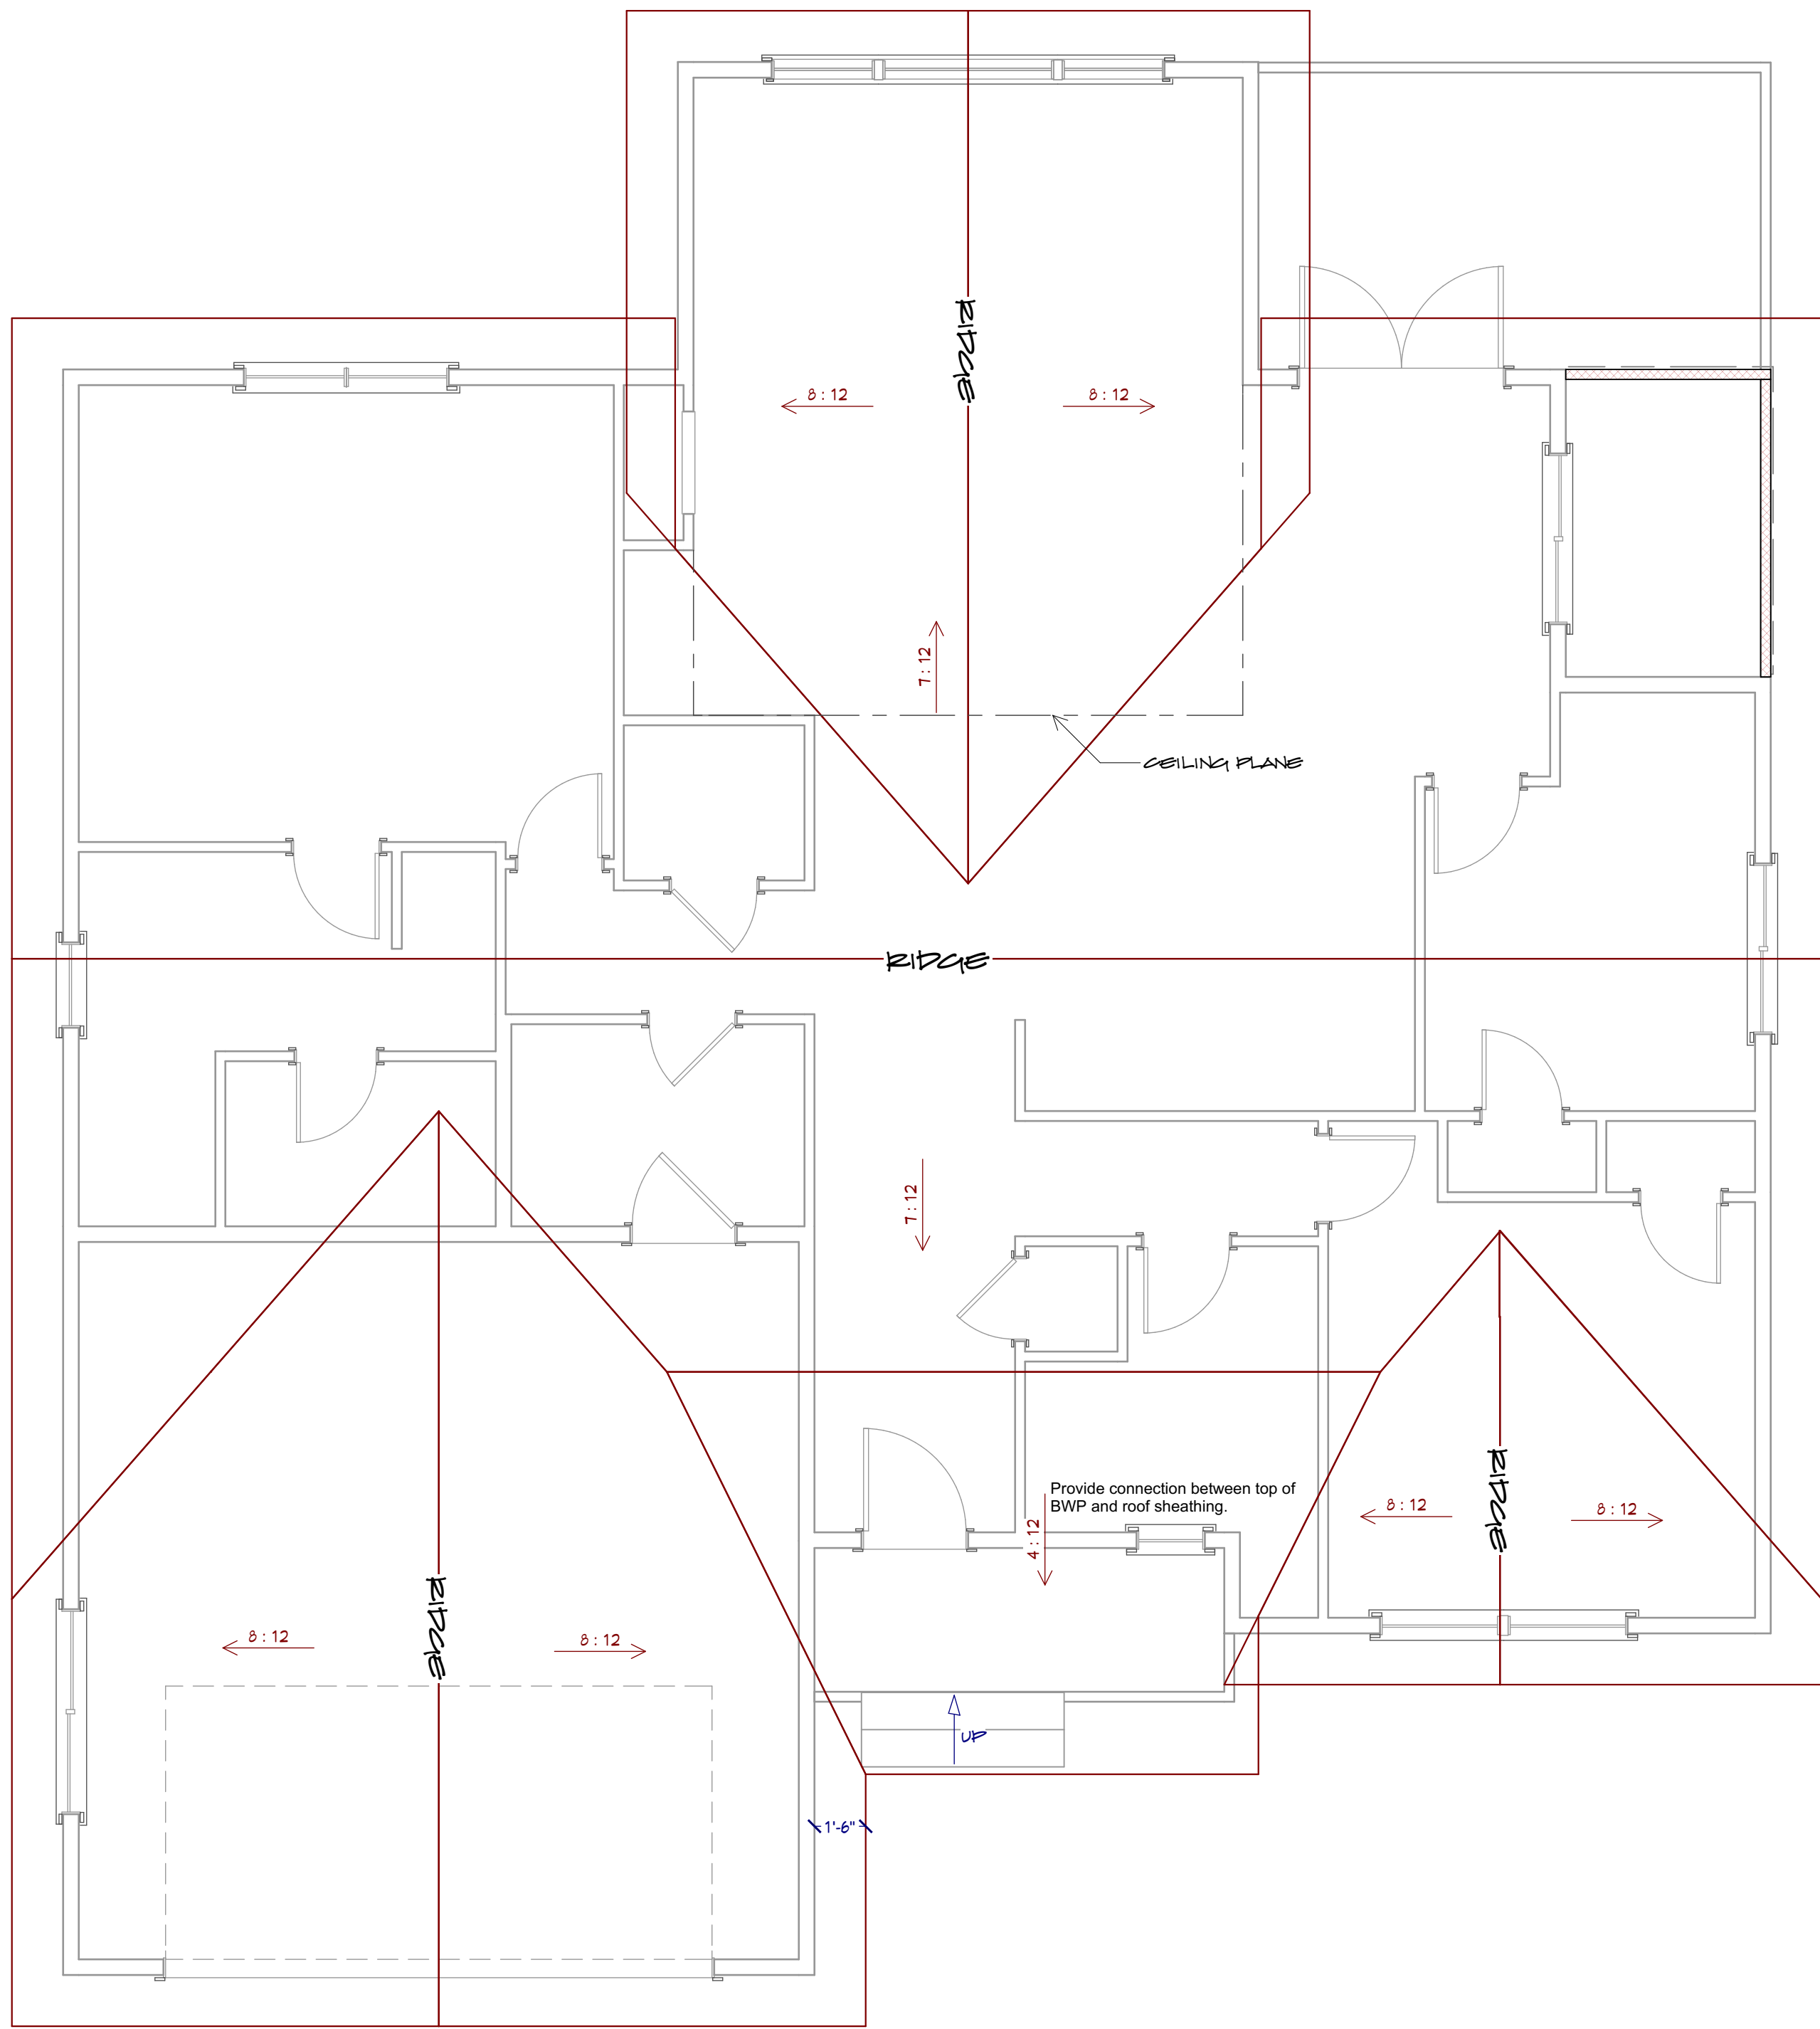 RIDGE
8 : 12
8 : 12
7 : 12
CEILING PLANE
RIDGE
7 : 12
Provide connection between top of
BWP and roof sheathing.
4 : 12
RIDGE
8 : 12
8 : 12
RIDGE
8 : 12
8 : 12
UP
1'-6"